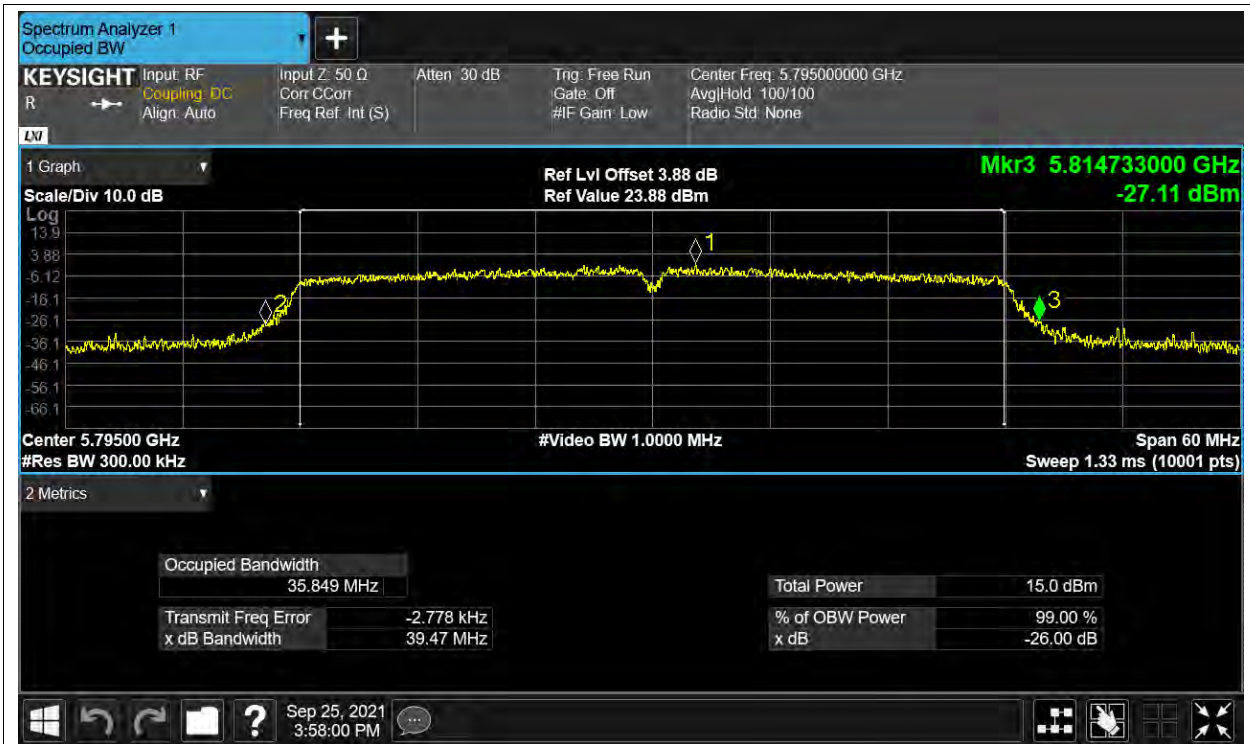 Spectrum Analyzer 1
Occupied BW
+
KEYSIGHT
R
LXI
Input: RF
Coupling: DC
Align: Auto
Input Z: 50 Ω
Corr CCorr
Freq Ref: Int (S)
Atten: 30 dB
Trig: Free Run
Gate: Off
#IF Gain: Low
Center Freq: 5.795000000 GHz
Avg|Hold: 100/100
Radio Std: None
1 Graph
Scale/Div 10.0 dB
Ref Lvl Offset 3.88 dB
Ref Value 23.88 dBm
Mkr3 5.814733000 GHz
-27.11 dBm
Log
13.9
3.88
-6.12
-16.1
-26.1
-36.1
-46.1
-56.1
-66.1
1
2
3
Center 5.79500 GHz
#Video BW 1.0000 MHz
Span 60 MHz
#Res BW 300.00 kHz
Sweep 1.33 ms (10001 pts)
2 Metrics
Occupied Bandwidth
35.849 MHz
Transmit Freq Error -2.778 kHz
x dB Bandwidth 39.47 MHz
Total Power 15.0 dBm
% of OBW Power 99.00 %
x dB -26.00 dB
?
Sep 25, 2021
3:58:00 PM